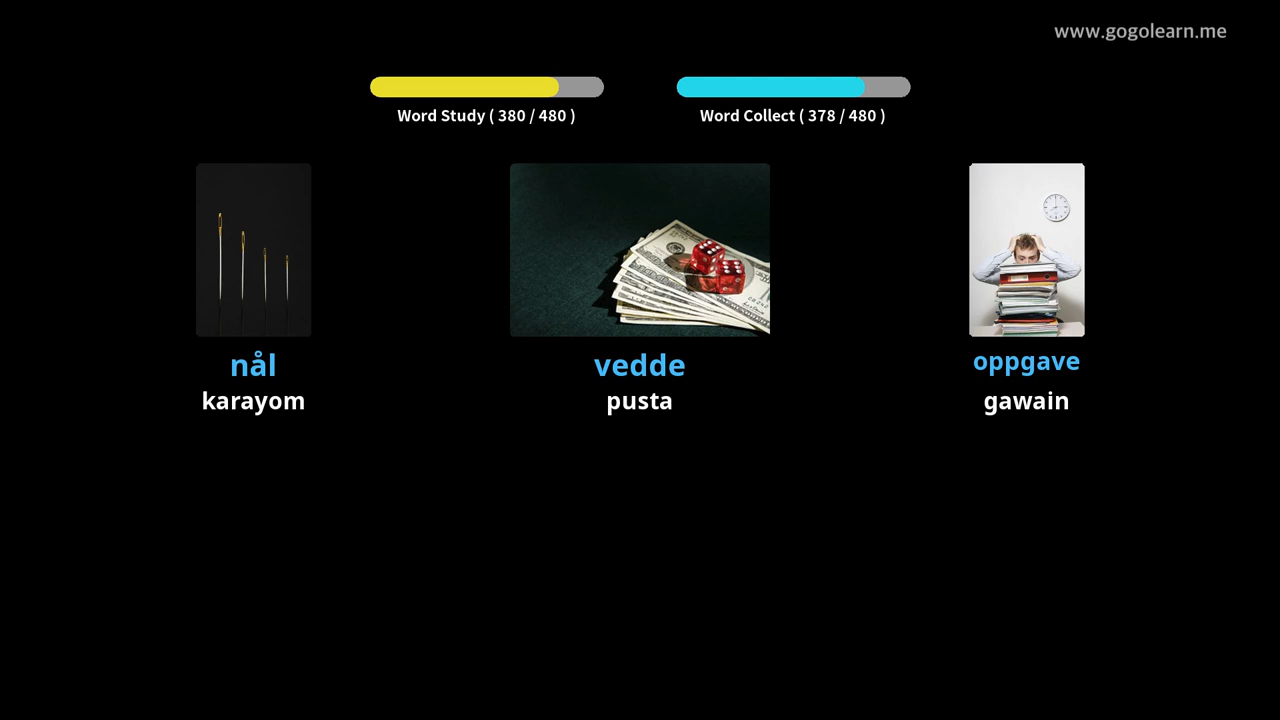 www.gogolearn.me
Word Study ( 380 / 480 )
Word Collect ( 378 / 480 )
nål
karayom
vedde
pusta
oppgave
gawain